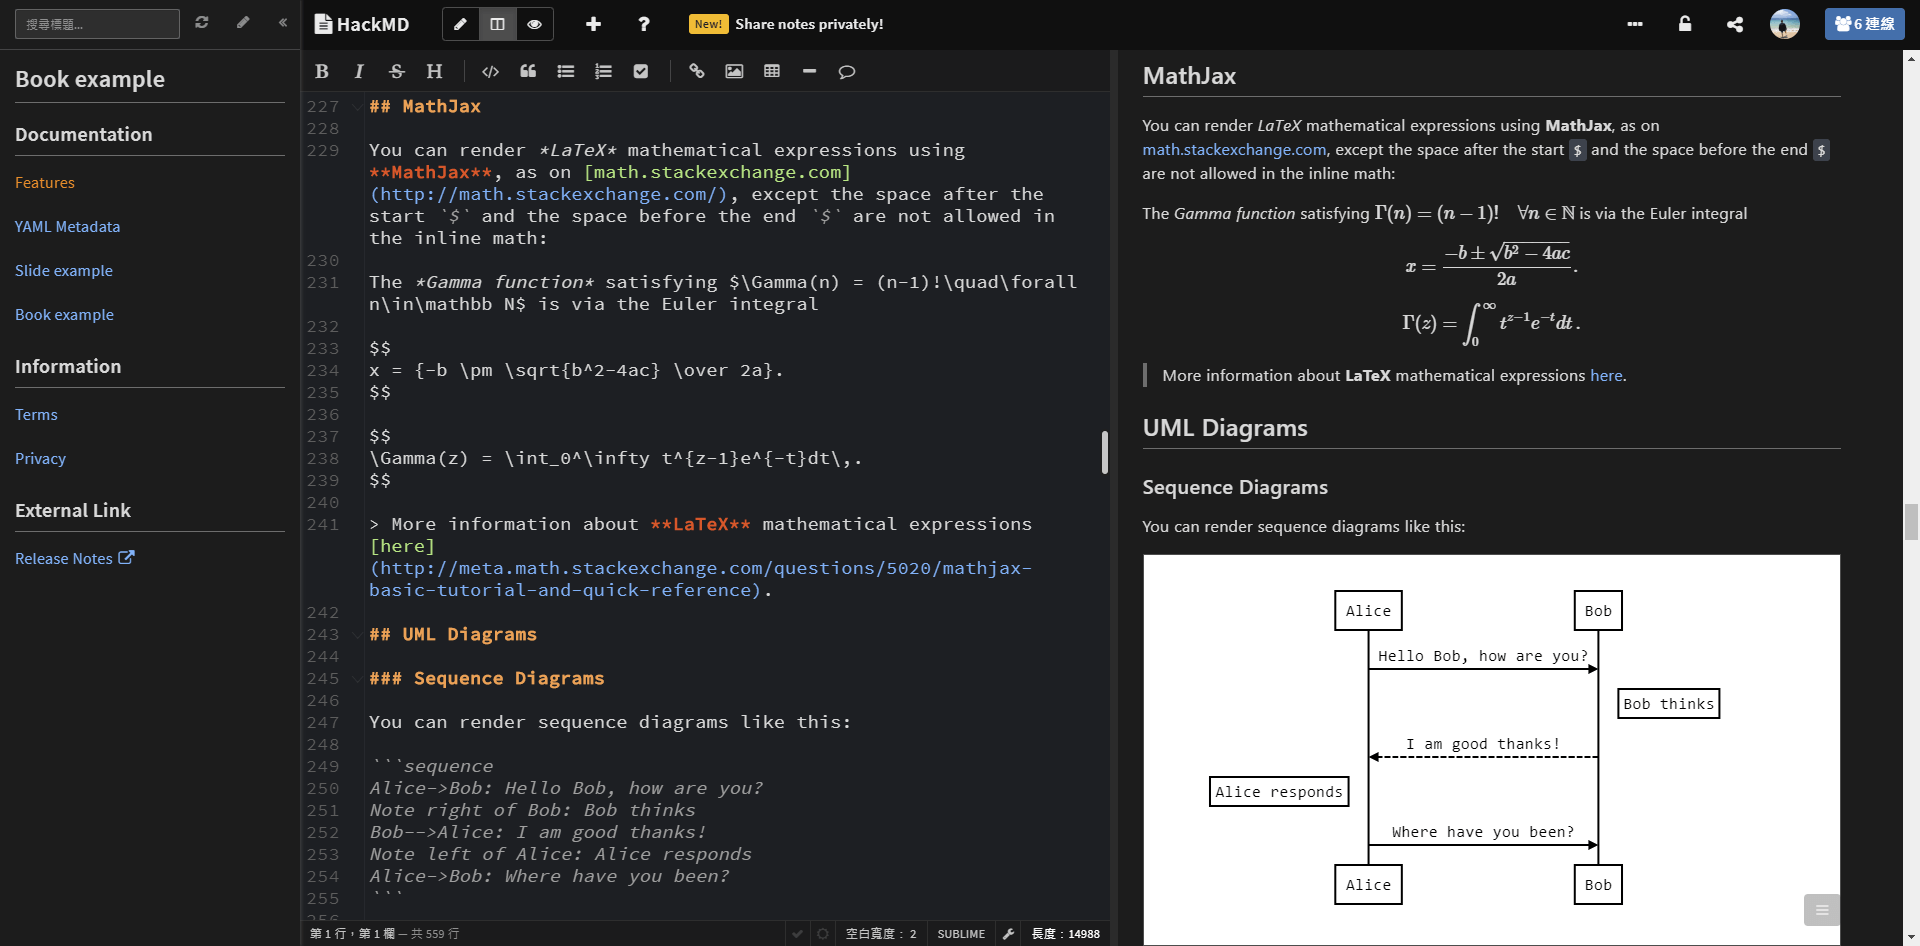 搜尋標題...
HackMD
New! Share notes privately!
6 連線
Book example
Documentation
Features
YAML Metadata
Slide example
Book example
Information
Terms
Privacy
External Link
Release Notes
B I S H
227 ## MathJax
228
229 You can render *LaTeX* mathematical expressions using
**MathJax**, as on [math.stackexchange.com]
(http://math.stackexchange.com/), except the space after the
start `$` and the space before the end `$` are not allowed in
the inline math:
230
231 The *Gamma function* satisfying $\Gamma(n) = (n-1)!\quad\forall
n\in\mathbb N$ is via the Euler integral
232
233 $$
234 x = {-b \pm \sqrt{b^2-4ac} \over 2a}.
235 $$
236
237 $$
238 \Gamma(z) = \int_0^\infty t^{z-1}e^{-t}dt\,.
239 $$
240
241 > More information about **LaTeX** mathematical expressions
[here]
(http://meta.math.stackexchange.com/questions/5020/mathjax-
basic-tutorial-and-quick-reference).
242
243 ## UML Diagrams
244
245 ### Sequence Diagrams
246
247 You can render sequence diagrams like this:
248
249 ```sequence
250 Alice->Bob: Hello Bob, how are you?
251 Note right of Bob: Bob thinks
252 Bob-->Alice: I am good thanks!
253 Note left of Alice: Alice responds
254 Alice->Bob: Where have you been?
255 ```
256
第 1 行，第 1 欄 — 共 559 行
空白寬度： 2
SUBLIME
長度：14988
MathJax
You can render LaTeX mathematical expressions using MathJax, as on
math.stackexchange.com, except the space after the start $ and the space before the end $
are not allowed in the inline math:
The Gamma function satisfying Γ(n) = (n − 1)! ∀n ∈ ℕ is via the Euler integral
x = (−b ± √(b² − 4ac)) / 2a.
Γ(z) = ∫₀^∞ t^{z−1}e^{−t}dt .
More information about LaTeX mathematical expressions here.
UML Diagrams
Sequence Diagrams
You can render sequence diagrams like this:
Alice Bob
Hello Bob, how are you?
Bob thinks
I am good thanks!
Alice responds
Where have you been?
Alice Bob